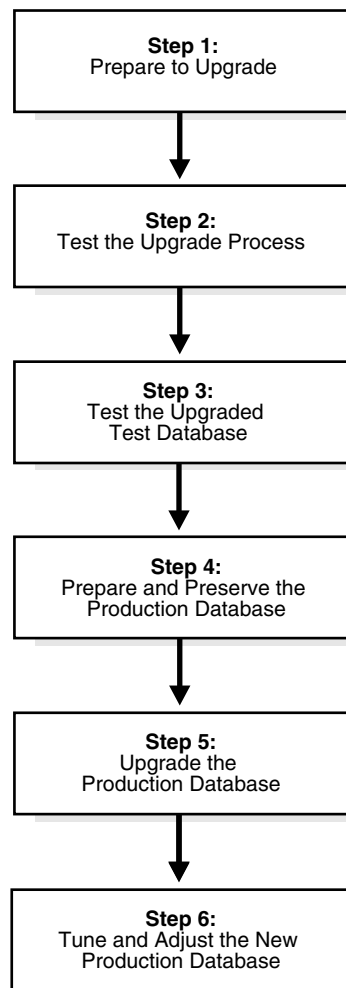 Step 1:
Prepare to Upgrade
Step 2:
Test the Upgrade Process
Step 3:
Test the Upgraded
Test Database
Step 4:
Prepare and Preserve the
Production Database
Step 5:
Upgrade the
Production Database
Step 6:
Tune and Adjust the New
Production Database